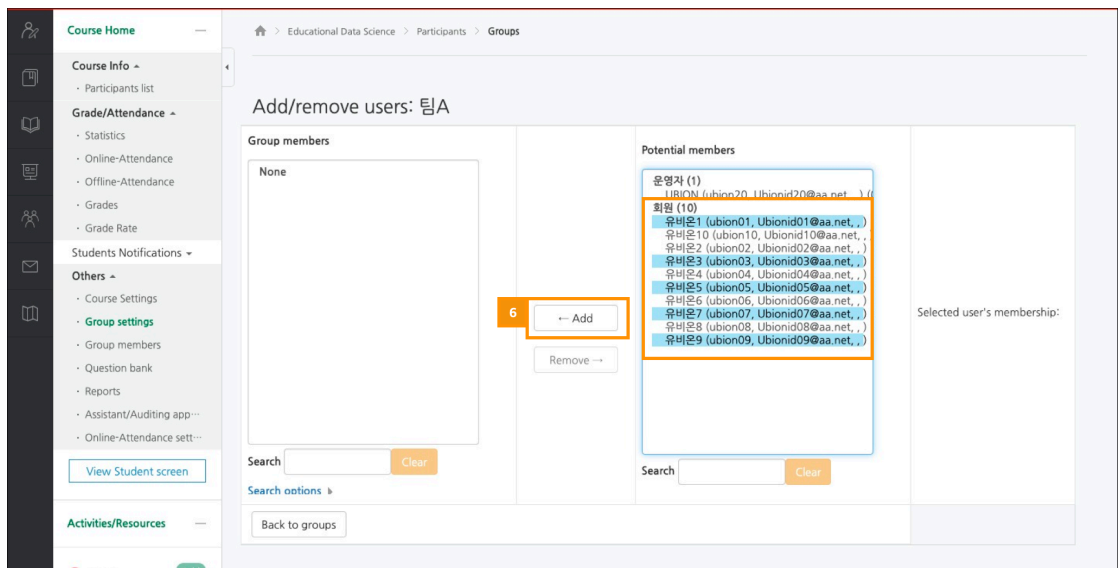 Course Home
Educational Data Science > Participants > Groups
Course Info
Participants list
Grade/Attendance
Statistics
Online-Attendance
Offline-Attendance
Grades
Grade Rate
Students Notifications
Others
Course Settings
Group settings
Group members
Question bank
Reports
Assistant/Auditing app···
Online-Attendance sett···
View Student screen
Activities/Resources
Add/remove users: 팀A
Group members
None
Search
Clear
Search options
Back to groups
6
← Add
Remove →
Potential members
운영자 (1)
UBION (ubion20, Ubionid20@aa.net, , )
회원 (10)
유비온1 (ubion01, Ubionid01@aa.net, , )
유비온10 (ubion10, Ubionid10@aa.net, ,
유비온2 (ubion02, Ubionid02@aa.net, , )
유비온3 (ubion03, Ubionid03@aa.net, , )
유비온4 (ubion04, Ubionid04@aa.net, , )
유비온5 (ubion05, Ubionid05@aa.net, , )
유비온6 (ubion06, Ubionid06@aa.net, , )
유비온7 (ubion07, Ubionid07@aa.net, , )
유비온8 (ubion08, Ubionid08@aa.net, , )
유비온9 (ubion09, Ubionid09@aa.net, , )
Search
Clear
Selected user's membership: